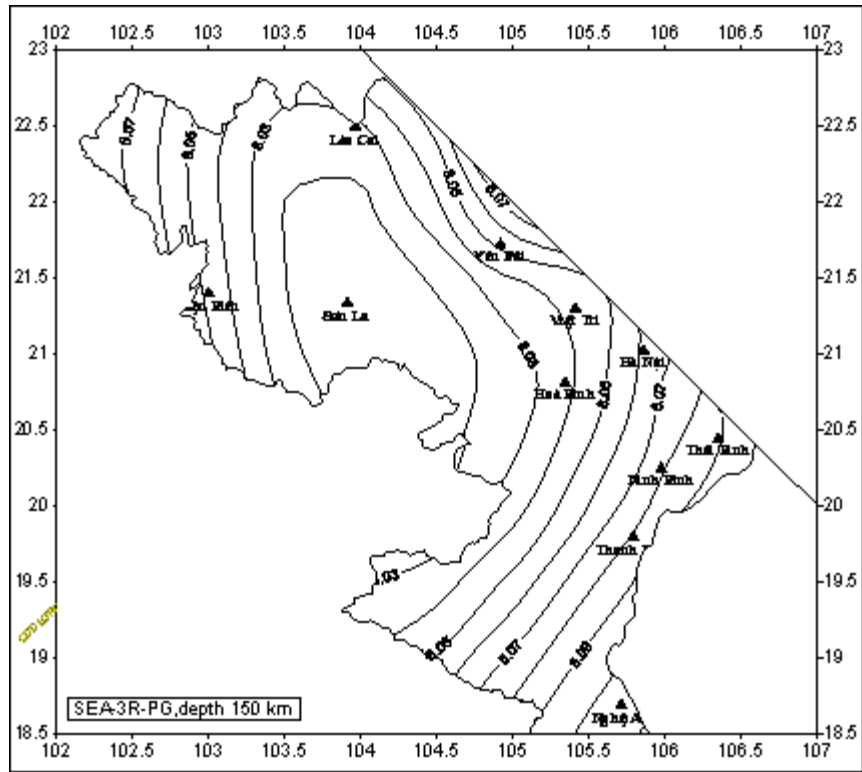 102 102.5 103 103.5 104 104.5 105 105.5 106 106.5 107
23 23
22.5 22.5
8.07 8.05 8.03
Lào Cai
22 22
8.05 8.07
Yên Bái
21.5 21.5
Sơn La
Việt Trì
21 21
8.03
Hà Nội
Hoà Bình
8.05 8.07
20.5 20.5
Thái Bình
Ninh Bình
20 20
Thanh
19.5 19.5
19 19
8.05 8.07 8.09
SEA-3R-PG,depth 150 km
Nghệ A
18.5 18.5
102 102.5 103 103.5 104 104.5 105 105.5 106 106.5 107